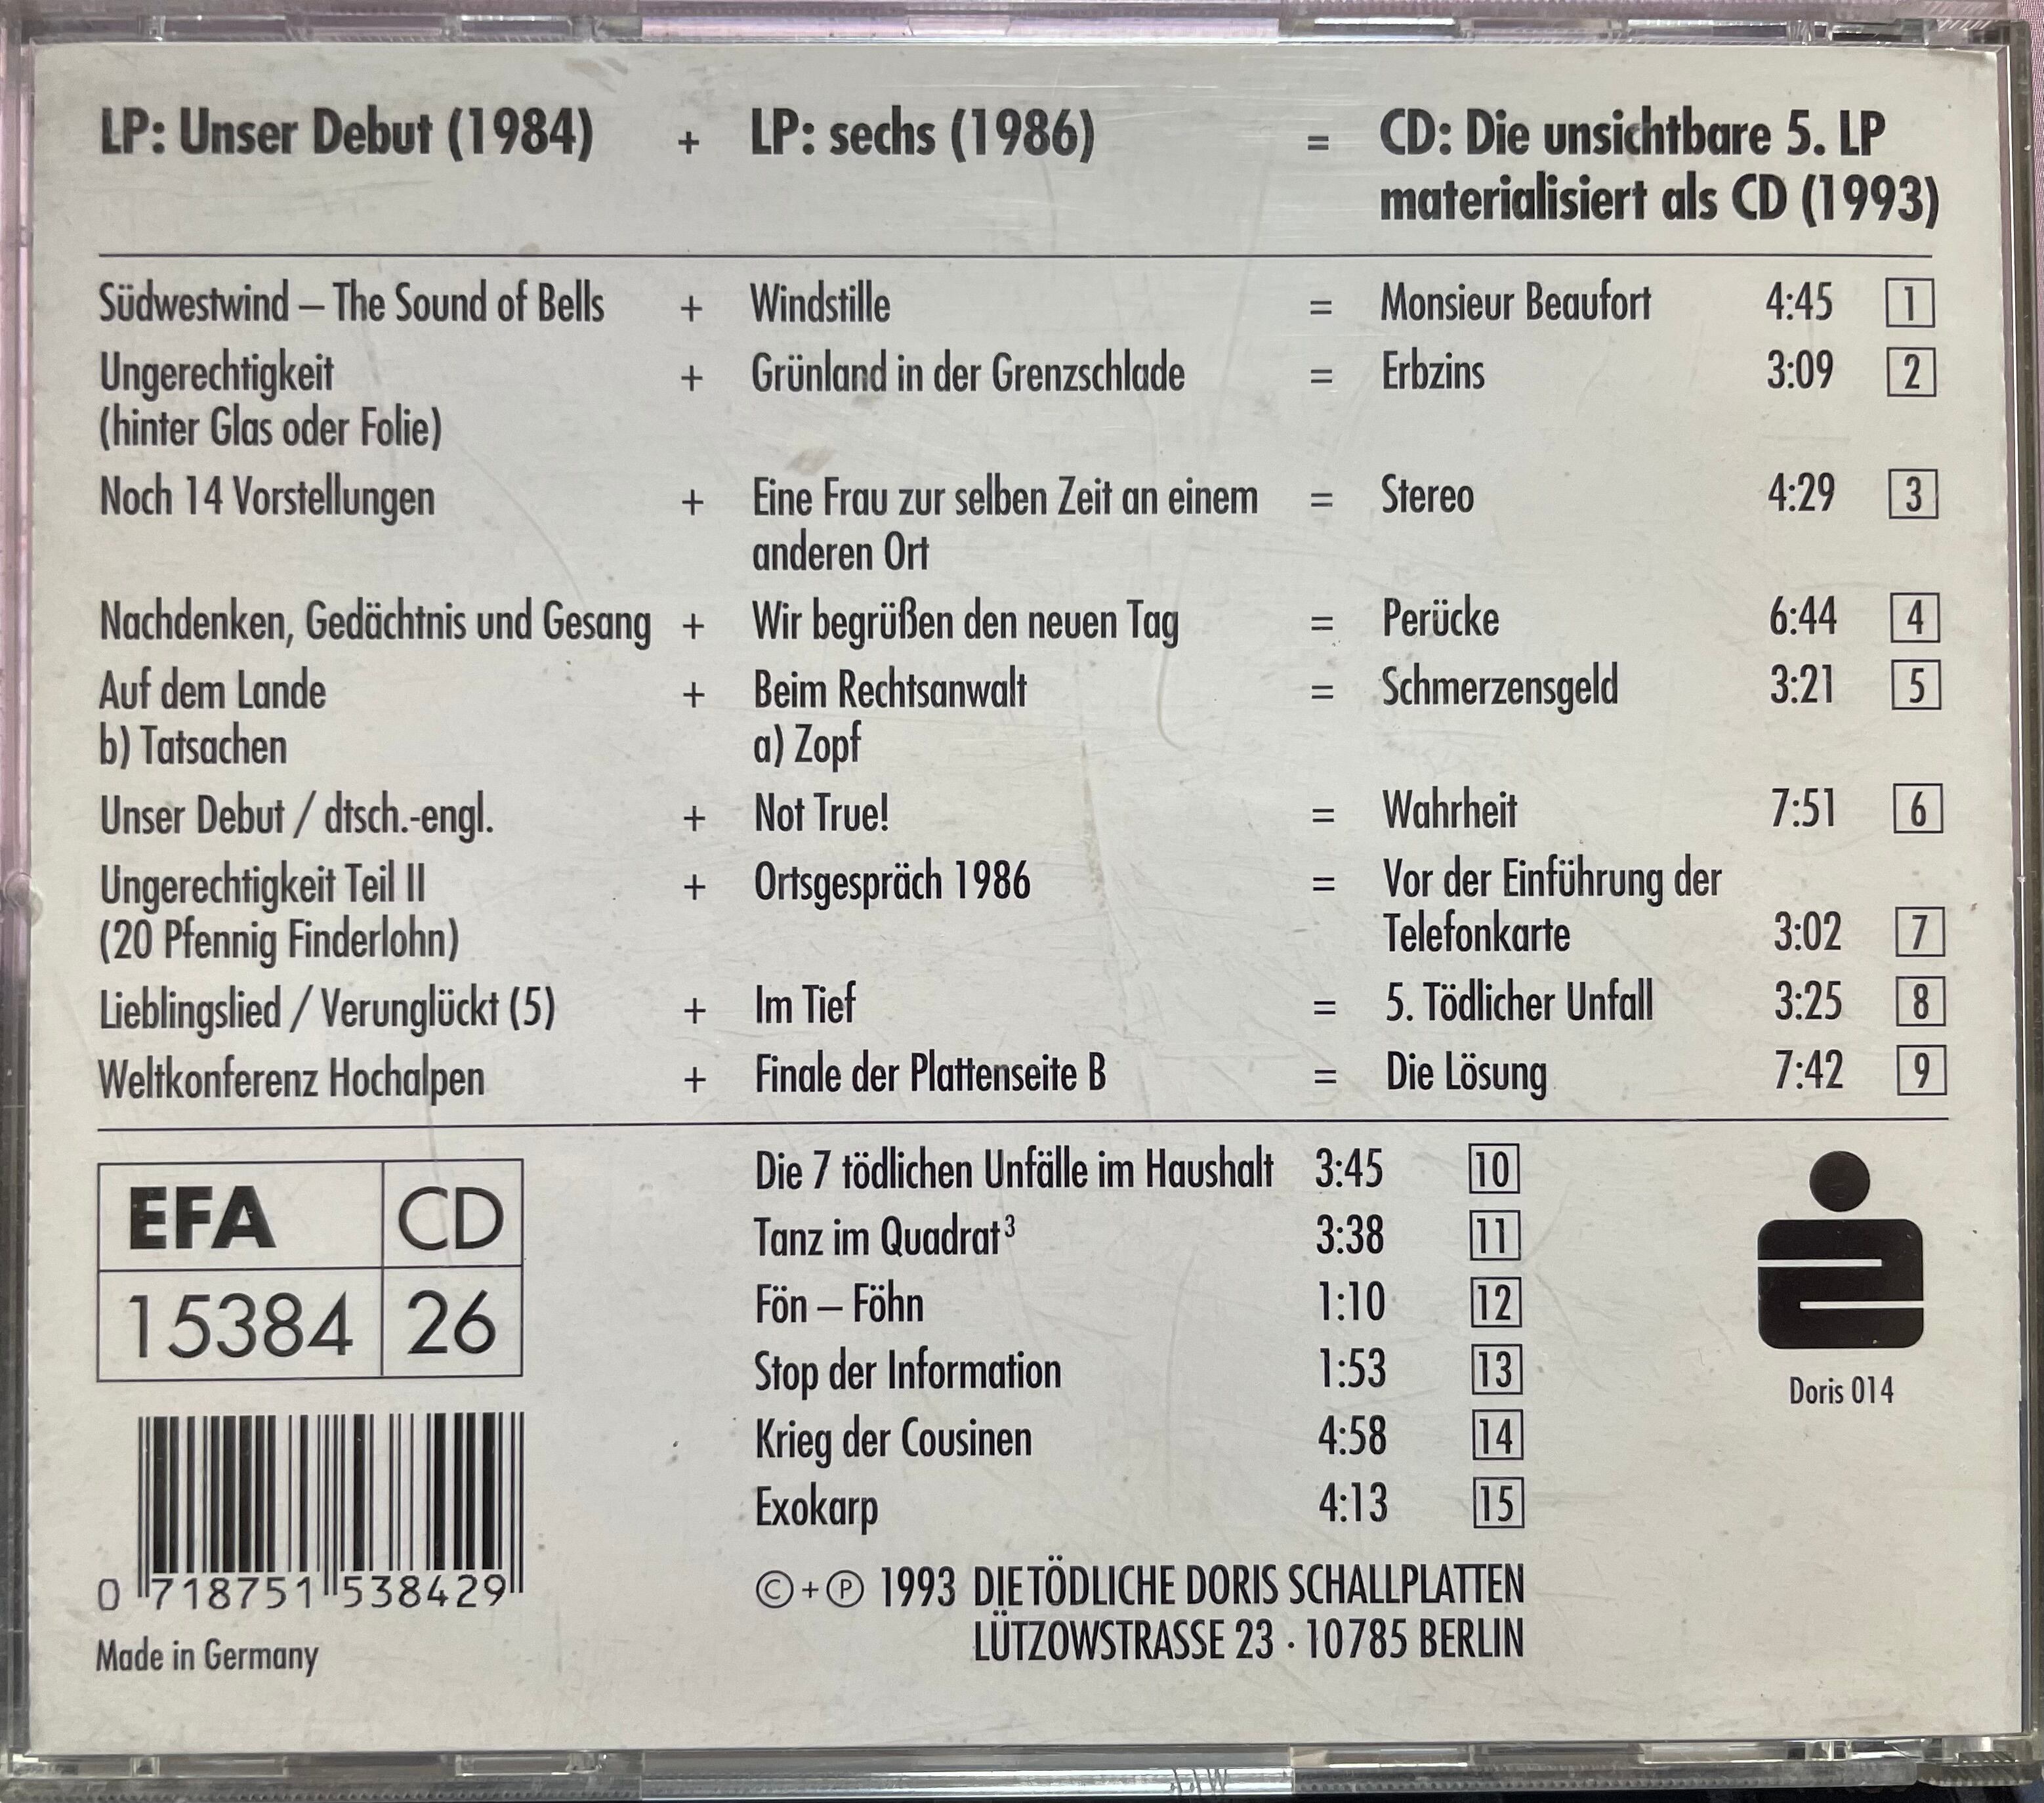 LP: Unser Debut (1984) + LP: sechs (1986) = CD: Die unsichtbare 5. LP
materialisiert als CD (1993)
Südwestwind – The Sound of Bells + Windstille = Monsieur Beaufort 4:45 1
Ungerechtigkeit + Grünland in der Grenzschlade = Erbzins 3:09 2
(hinter Glas oder Folie)
Noch 14 Vorstellungen + Eine Frau zur selben Zeit an einem = Stereo 4:29 3
anderen Ort
Nachdenken, Gedächtnis und Gesang + Wir begrüßen den neuen Tag = Perücke 6:44 4
Auf dem Lande + Beim Rechtsanwalt = Schmerzensgeld 3:21 5
b) Tatsachen a) Zopf
Unser Debut / dtsch.-engl. + Not True! = Wahrheit 7:51 6
Ungerechtigkeit Teil II + Ortsgespräch 1986 = Vor der Einführung der
(20 Pfennig Finderlohn) Telefonkarte 3:02 7
Lieblingslied / Verunglückt (5) + Im Tief = 5. Tödlicher Unfall 3:25 8
Weltkonferenz Hochalpen + Finale der Plattenseite B = Die Lösung 7:42 9
EFA CD
15384 26
Die 7 tödlichen Unfälle im Haushalt 3:45 10
Tanz im Quadrat³ 3:38 11
Fön – Föhn 1:10 12
Stop der Information 1:53 13
Krieg der Cousinen 4:58 14
Exokarp 4:13 15
Doris 014
0 718751 538429
Made in Germany
© + ℗ 1993 DIE TÖDLICHE DORIS SCHALLPLATTEN
LÜTZOWSTRASSE 23 · 10785 BERLIN